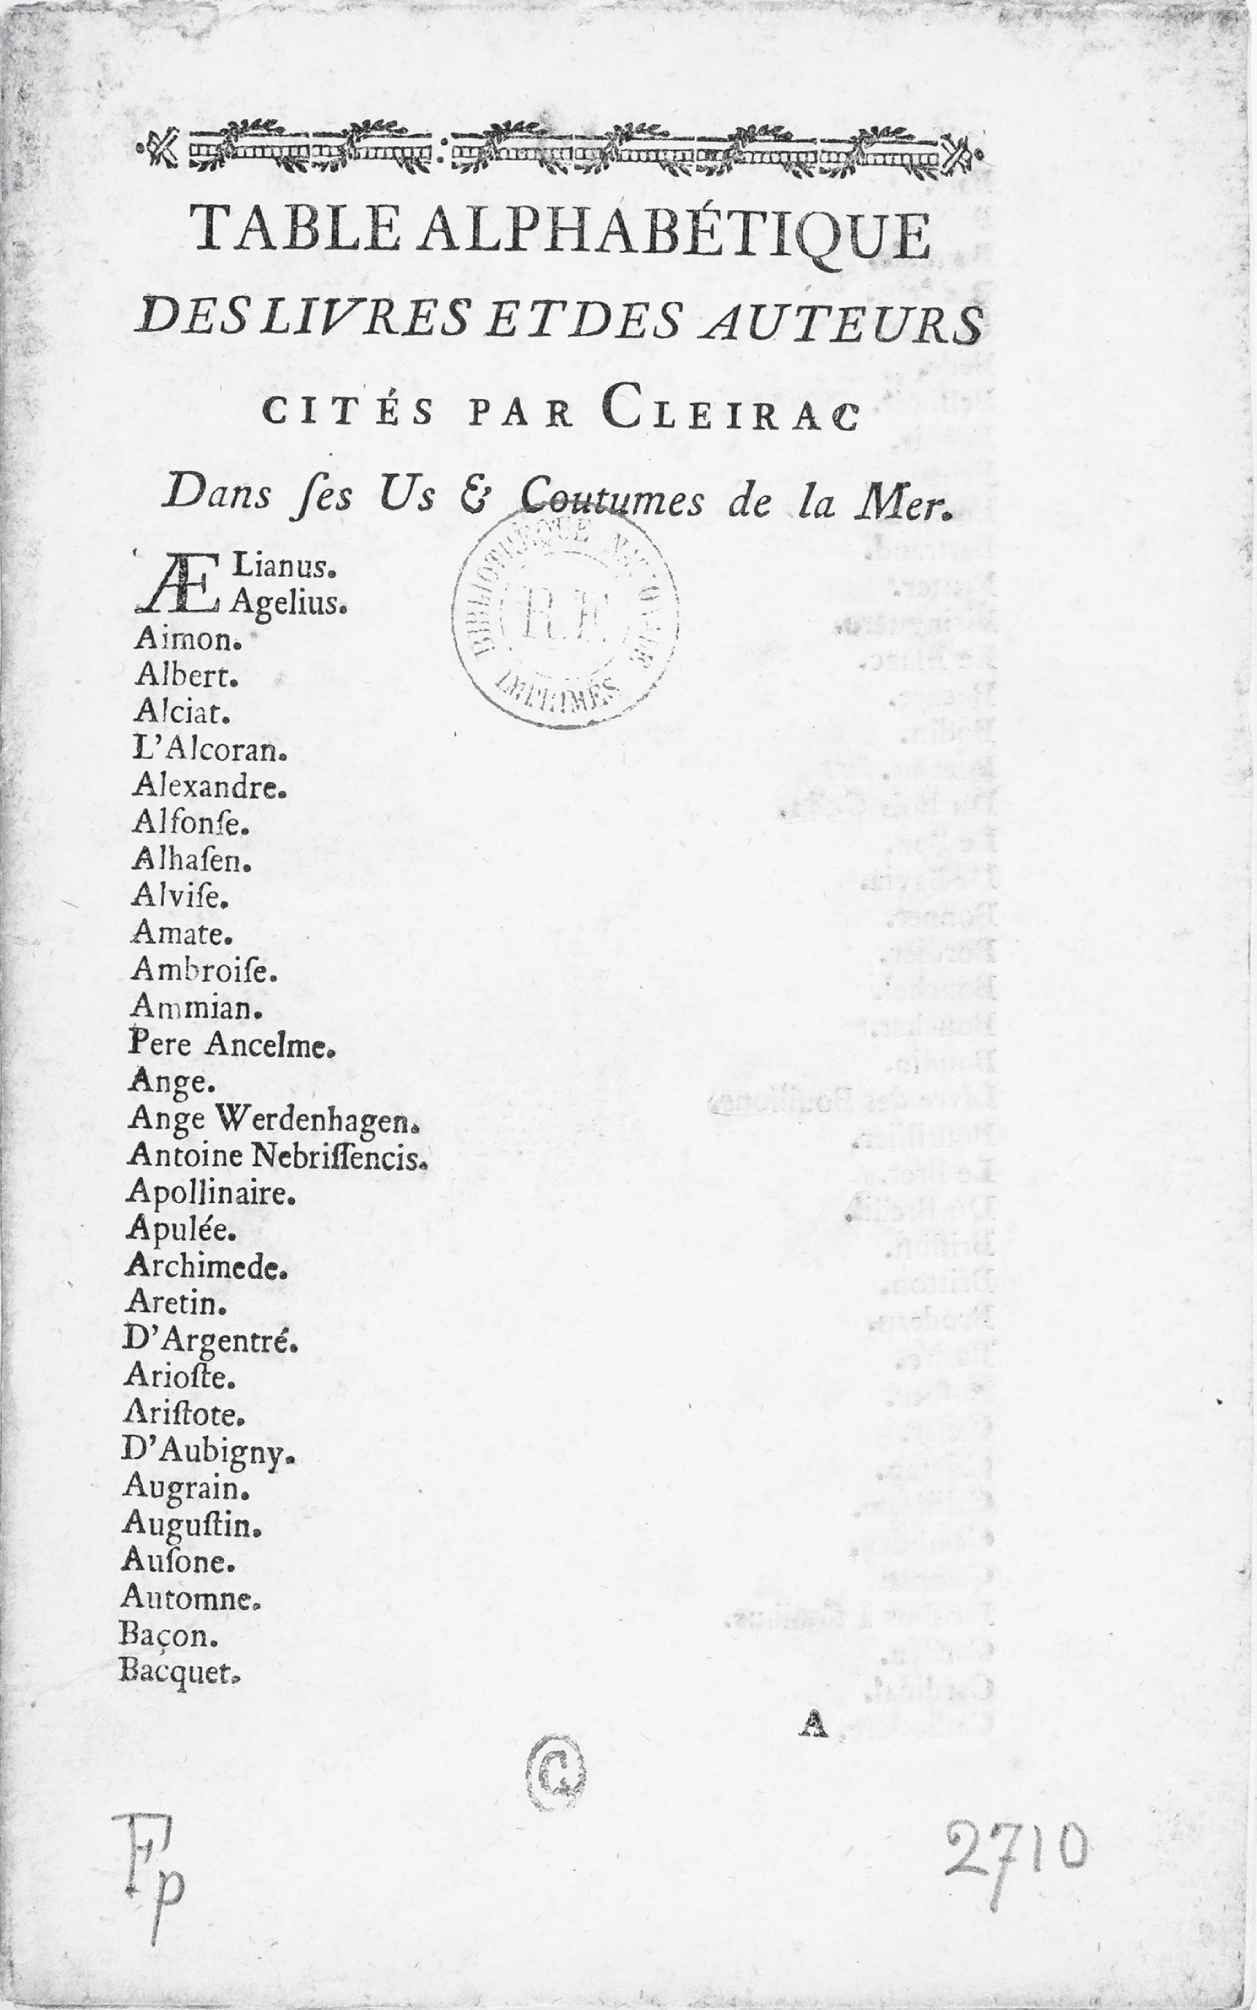 TABLE ALPHABÉTIQUE
DES LIVRES ET DES AUTEURS
CITÉS PAR CLEIRAC
Dans ſes Us & Coutumes de la Mer.
ÆLianus.
Agelius.
Aimon.
Albert.
Alciat.
L'Alcoran.
Alexandre.
Alfonſe.
Alhaſen.
Alviſe.
Amate.
Ambroiſe.
Ammian.
Pere Ancelme.
Ange.
Ange Werdenhagen.
Antoine Nebriſſencis.
Apollinaire.
Apulée.
Archimede.
Aretin.
D'Argentré.
Arioſte.
Ariſtote.
D'Aubigny.
Augrain.
Auguſtin.
Auſone.
Automne.
Baçon.
Bacquet.
A
BIBLIOTHEQUE NATIONALE
R.F.
IMPRIMÉS
C
Fp
2710